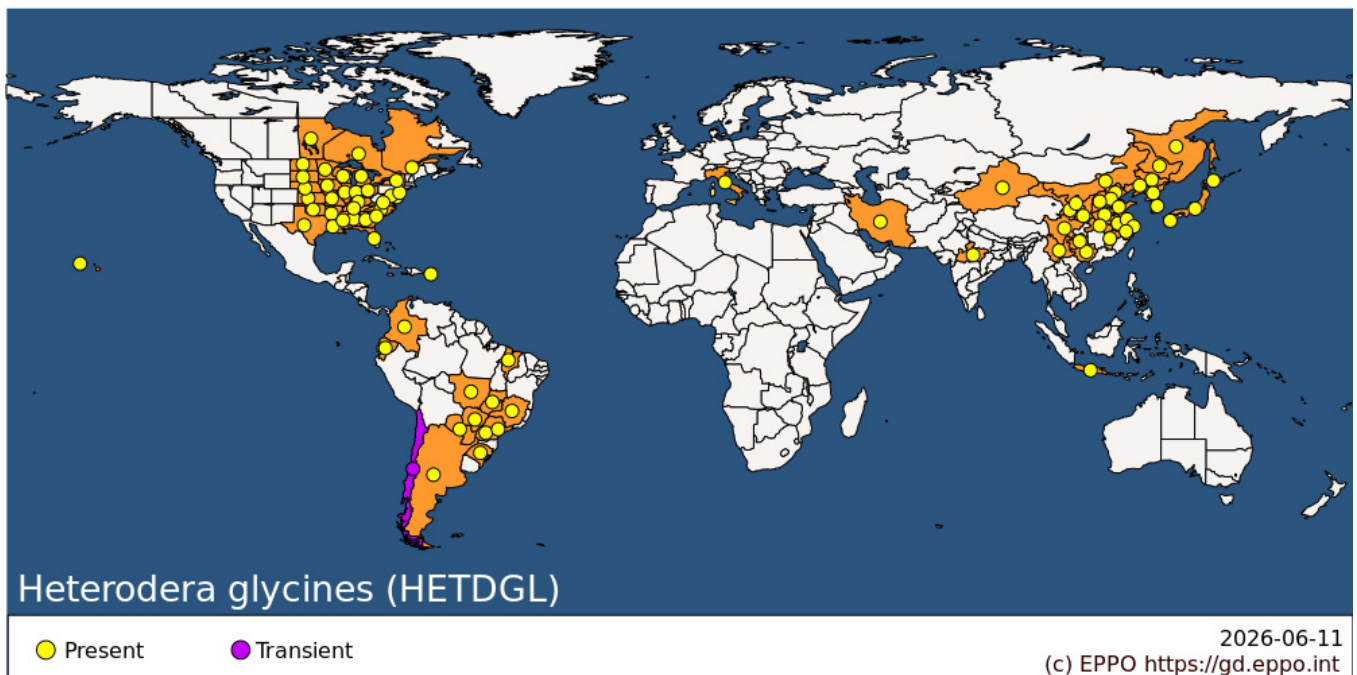 Heterodera glycines (HETDGL)
Present
Transient
2026-06-11
(c) EPPO https://gd.eppo.int